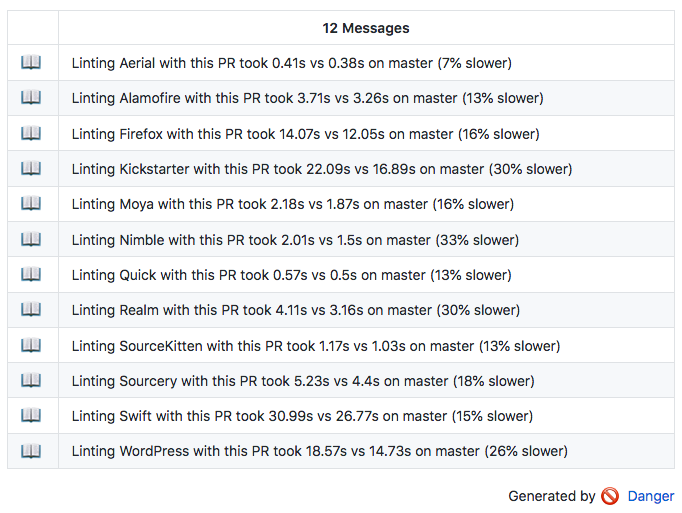 12 Messages
Linting Aerial with this PR took 0.41s vs 0.38s on master (7% slower)
Linting Alamofire with this PR took 3.71s vs 3.26s on master (13% slower)
Linting Firefox with this PR took 14.07s vs 12.05s on master (16% slower)
Linting Kickstarter with this PR took 22.09s vs 16.89s on master (30% slower)
Linting Moya with this PR took 2.18s vs 1.87s on master (16% slower)
Linting Nimble with this PR took 2.01s vs 1.5s on master (33% slower)
Linting Quick with this PR took 0.57s vs 0.5s on master (13% slower)
Linting Realm with this PR took 4.11s vs 3.16s on master (30% slower)
Linting SourceKitten with this PR took 1.17s vs 1.03s on master (13% slower)
Linting Sourcery with this PR took 5.23s vs 4.4s on master (18% slower)
Linting Swift with this PR took 30.99s vs 26.77s on master (15% slower)
Linting WordPress with this PR took 18.57s vs 14.73s on master (26% slower)
Generated by 🚫 Danger